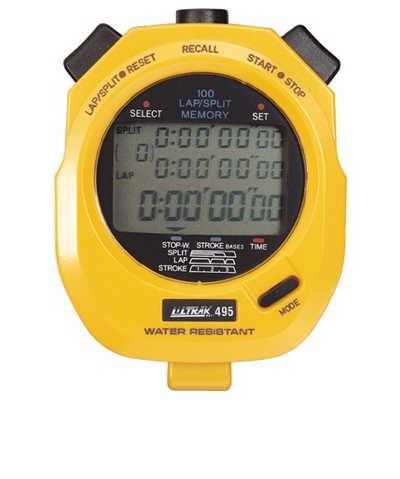 RECALL
LAP/SPLIT●RESET
START●STOP
100
LAP/SPLIT
MEMORY
SELECT
SET
SPLIT
0:00'00"00
( 0)
0:00'00"00
LAP
0:00'00"00
STOP-W. STROKE BASE3 TIME
SPLIT
LAP
STROKE
MODE
ULTRAK 495
WATER RESISTANT